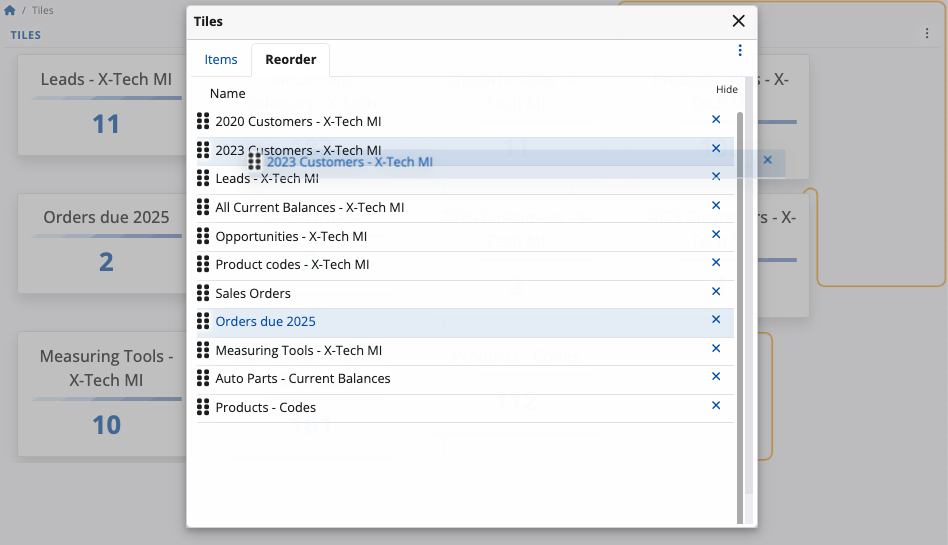 / Tiles
TILES
Tiles
Items
Reorder
Name
Hide
2020 Customers - X-Tech MI
2023 Customers - X-Tech MI
2023 Customers - X-Tech MI
Leads - X-Tech MI
All Current Balances - X-Tech MI
Opportunities - X-Tech MI
Product codes - X-Tech MI
Sales Orders
Orders due 2025
Measuring Tools - X-Tech MI
Auto Parts - Current Balances
Products - Codes
Leads - X-Tech MI
11
s - X-
Orders due 2025
2
rs - X-
Measuring Tools -
X-Tech MI
10